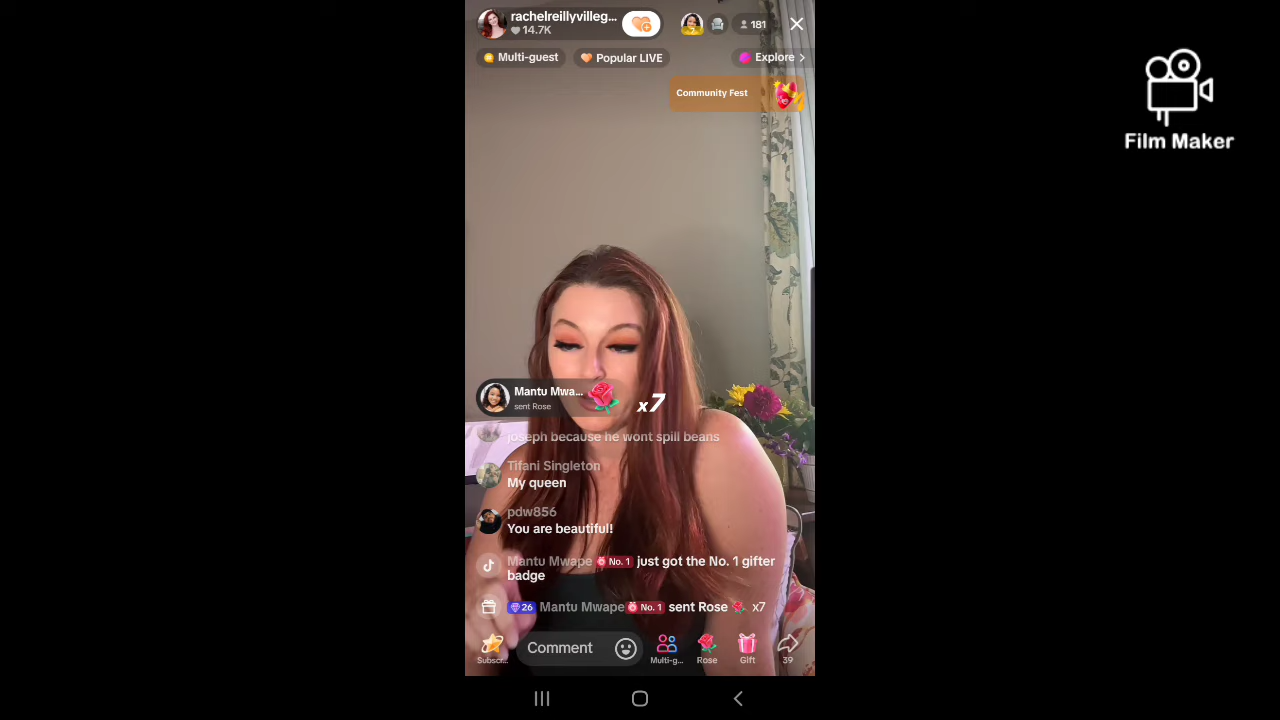 rachelreillyvilleg...
14.7K
181
Multi-guest
Popular LIVE
Explore >
Community Fest
Film Maker
Mantu Mwa...
sent Rose
x7
joseph because he wont spill beans
Tifani Singleton
My queen
pdw856
You are beautiful!!
Mantu Mwape No. 1 just got the No. 1 gifter
badge
26 Mantu Mwape No. 1 sent Rose x7
Comment
Subscr...
Multi-g...
Rose
Gift
39